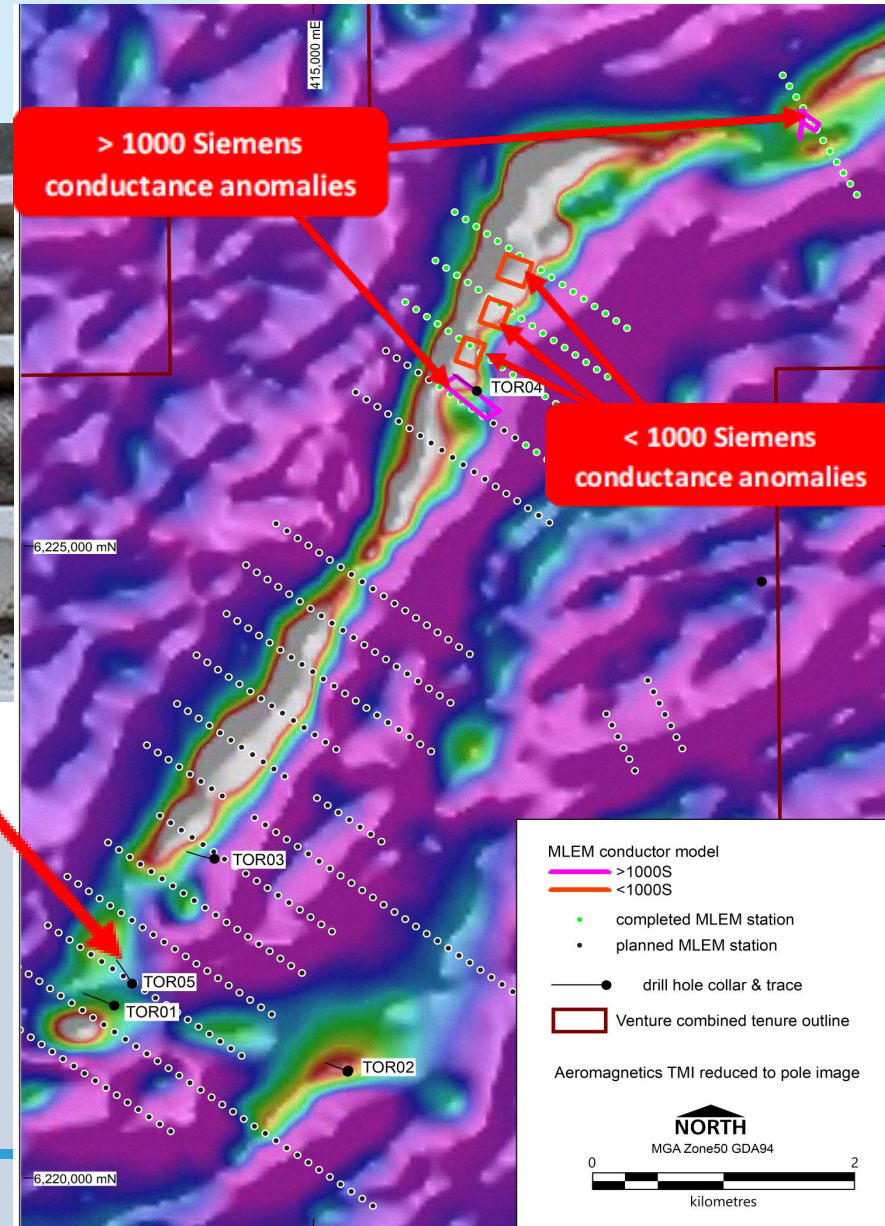 415,000 mE
> 1000 Siemens
conductance anomalies
TOR04
< 1000 Siemens
conductance anomalies
6,225,000 mN
TOR03
TOR05
TOR01
TOR02
6,220,000 mN
MLEM conductor model
>1000S
<1000S
completed MLEM station
planned MLEM station
drill hole collar & trace
Venture combined tenure outline
Aeromagnetics TMI reduced to pole image
NORTH
MGA Zone50 GDA94
0 2
kilometres